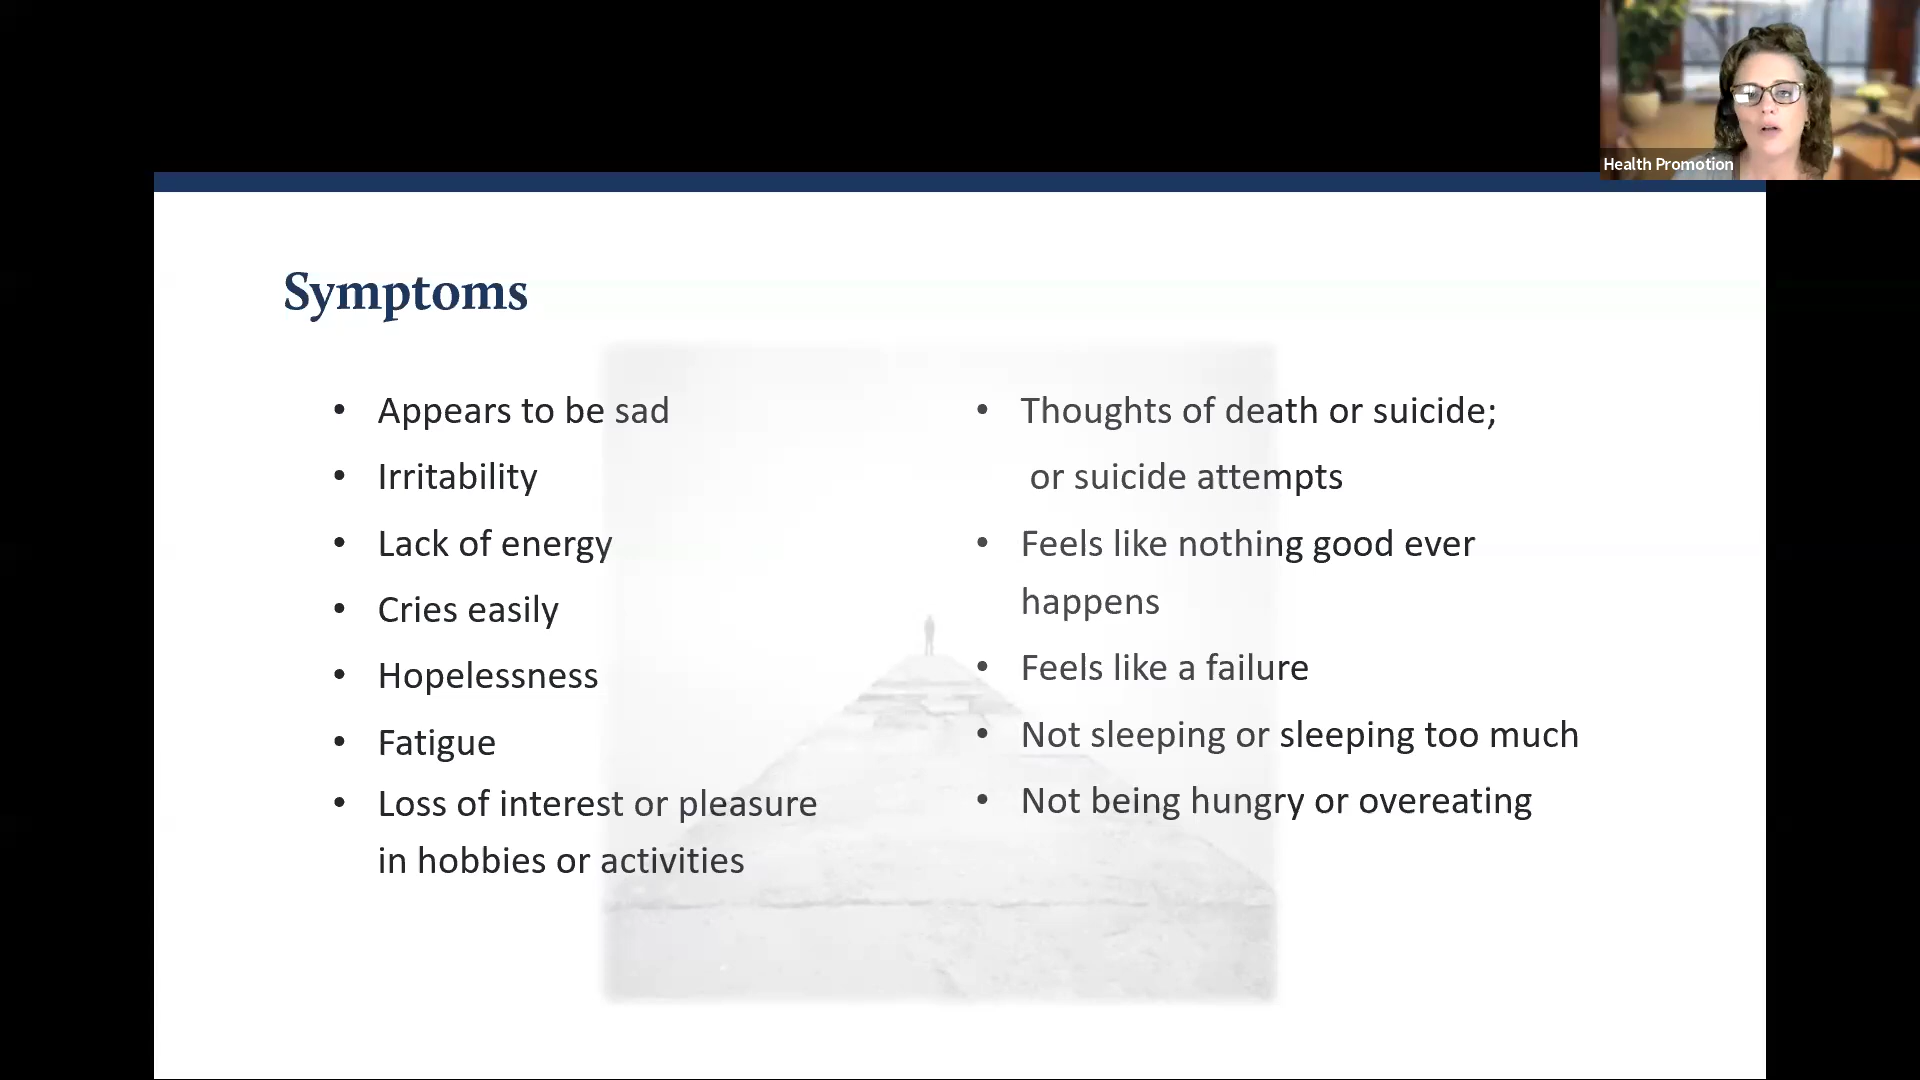 Health Promotion
Symptoms
• Appears to be sad
• Irritability
• Lack of energy
• Cries easily
• Hopelessness
• Fatigue
• Loss of interest or pleasure
in hobbies or activities
• Thoughts of death or suicide;
or suicide attempts
• Feels like nothing good ever
happens
• Feels like a failure
• Not sleeping or sleeping too much
• Not being hungry or overeating